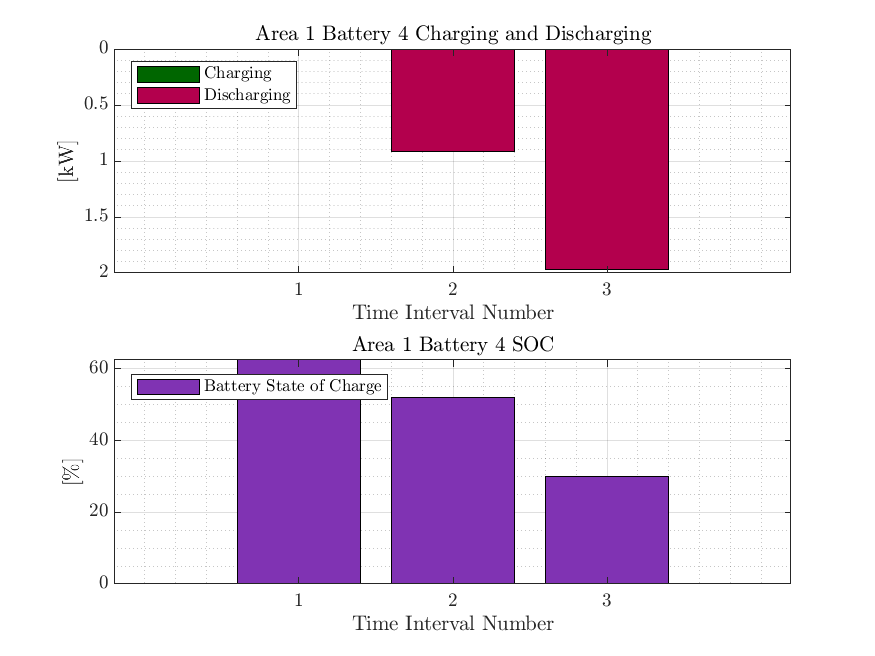 Area 1 Battery 4 Charging and Discharging
0
0.5
1
1.5
2
[kW]
Charging
Discharging
1 2 3
Time Interval Number
Area 1 Battery 4 SOC
60
40
20
0
[%]
Battery State of Charge
1 2 3
Time Interval Number